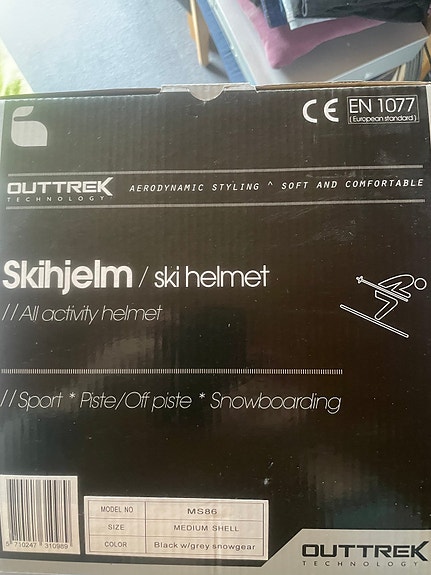 CE EN 1077
(European standard)
OUTTREK
TECHNOLOGY
AERODYNAMIC STYLING ^ SOFT AND COMFORTABLE
Skihjelm / ski helmet
//All activity helmet
//Sport * Piste/Off piste * Snowboarding
MODEL NO MS86
SIZE MEDIUM SHELL
COLOR Black w/grey snowgear
5 710247 310989
OUTTREK
TECHNOLOGY